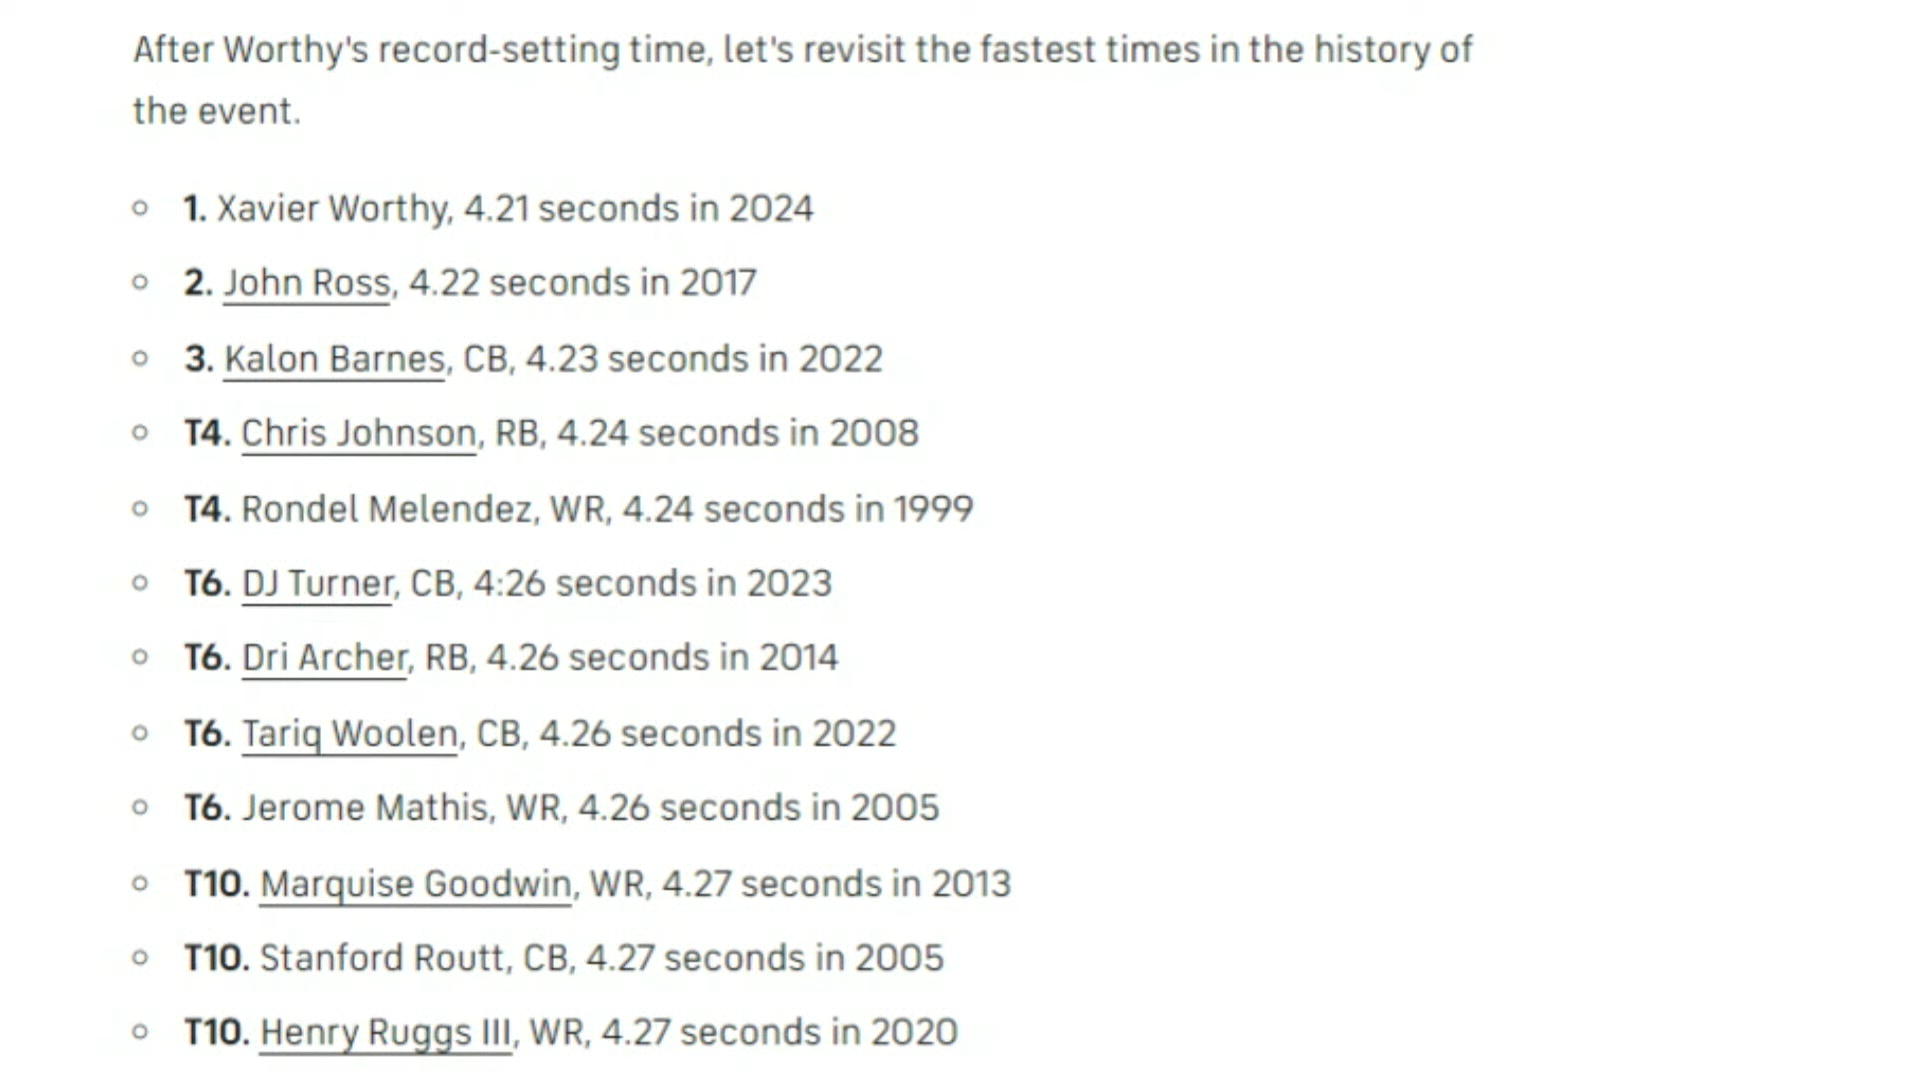 After Worthy's record-setting time, let's revisit the fastest times in the history of
the event.
1. Xavier Worthy, 4.21 seconds in 2024
2. John Ross, 4.22 seconds in 2017
3. Kalon Barnes, CB, 4.23 seconds in 2022
T4. Chris Johnson, RB, 4.24 seconds in 2008
T4. Rondel Melendez, WR, 4.24 seconds in 1999
T6. DJ Turner, CB, 4:26 seconds in 2023
T6. Dri Archer, RB, 4.26 seconds in 2014
T6. Tariq Woolen, CB, 4.26 seconds in 2022
T6. Jerome Mathis, WR, 4.26 seconds in 2005
T10. Marquise Goodwin, WR, 4.27 seconds in 2013
T10. Stanford Routt, CB, 4.27 seconds in 2005
T10. Henry Ruggs III, WR, 4.27 seconds in 2020